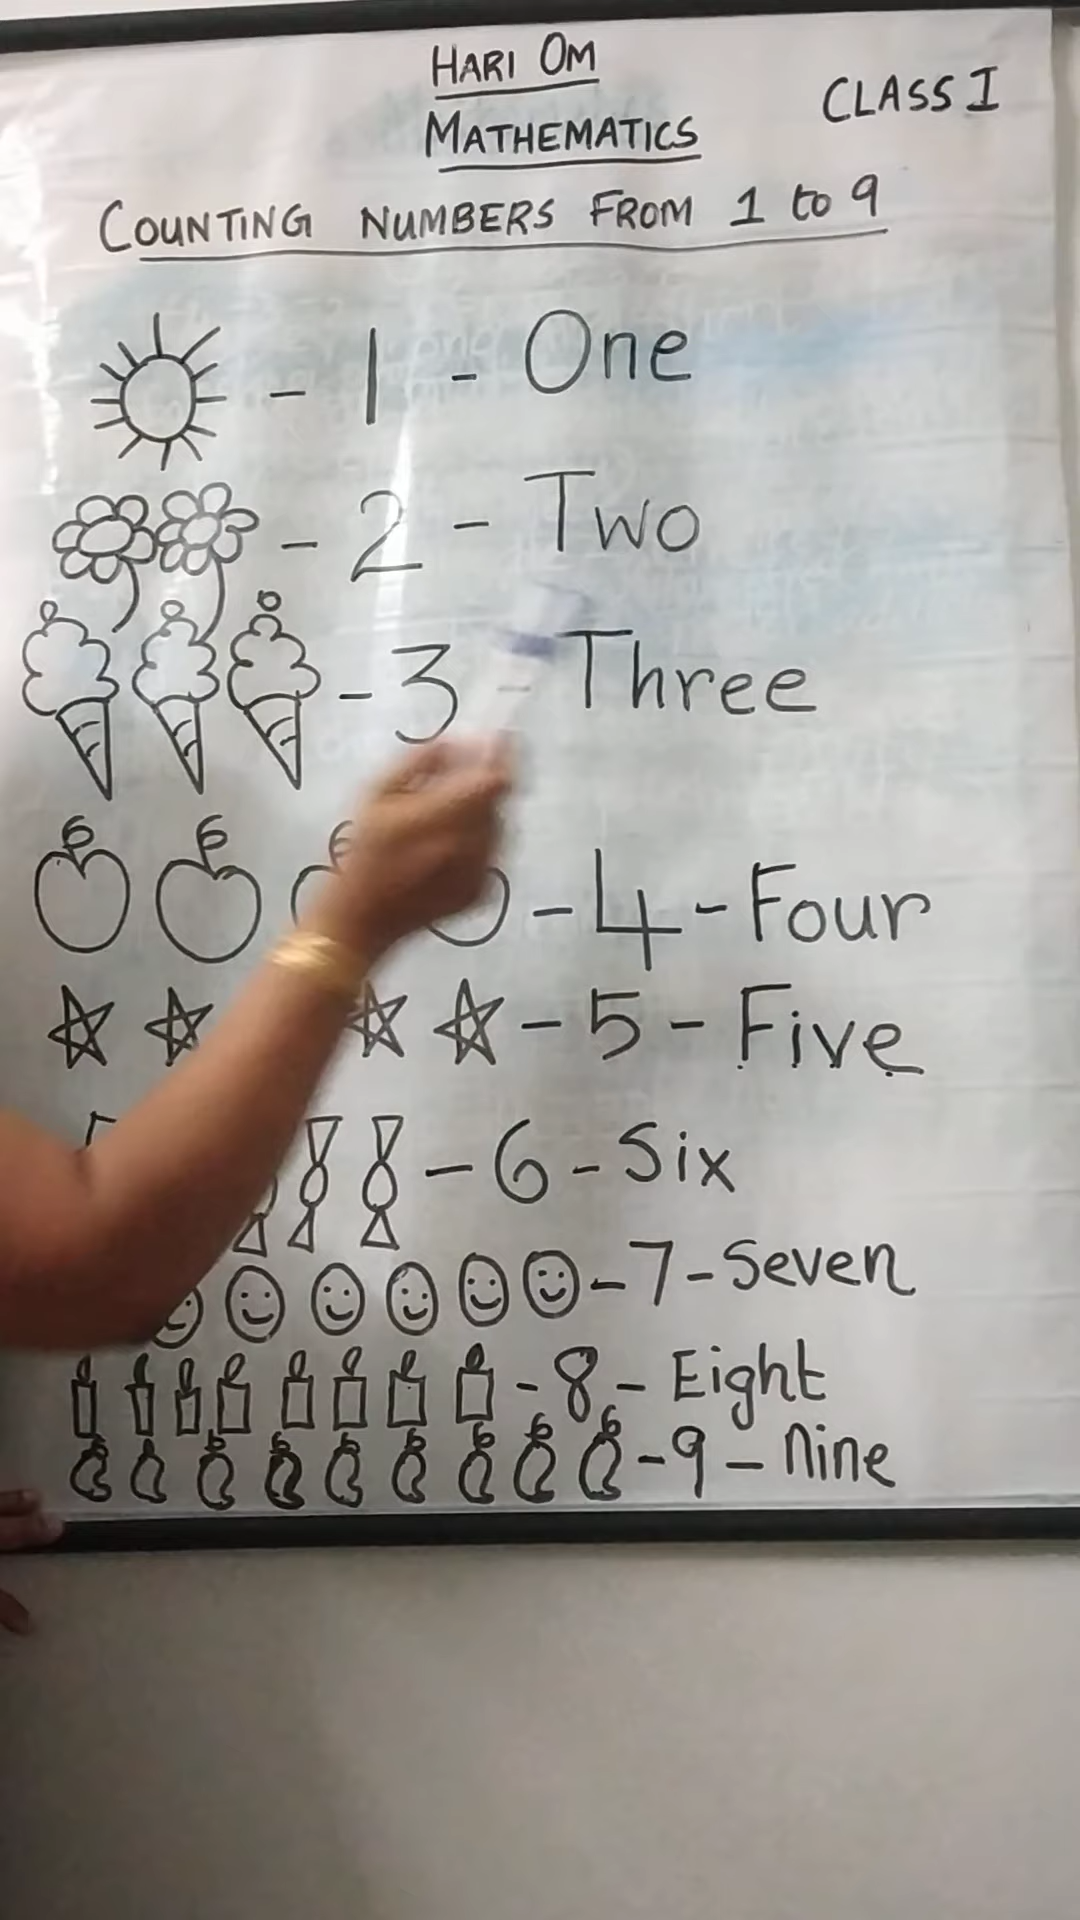 HARI OM
MATHEMATICS
CLASS I
COUNTING NUMBERS FROM 1 to 9
- 1 - One
- 2 - Two
- 3 - Three
- 4 - Four
- 5 - Five
- 6 - Six
- 7 - Seven
- 8 - Eight
- 9 - Nine